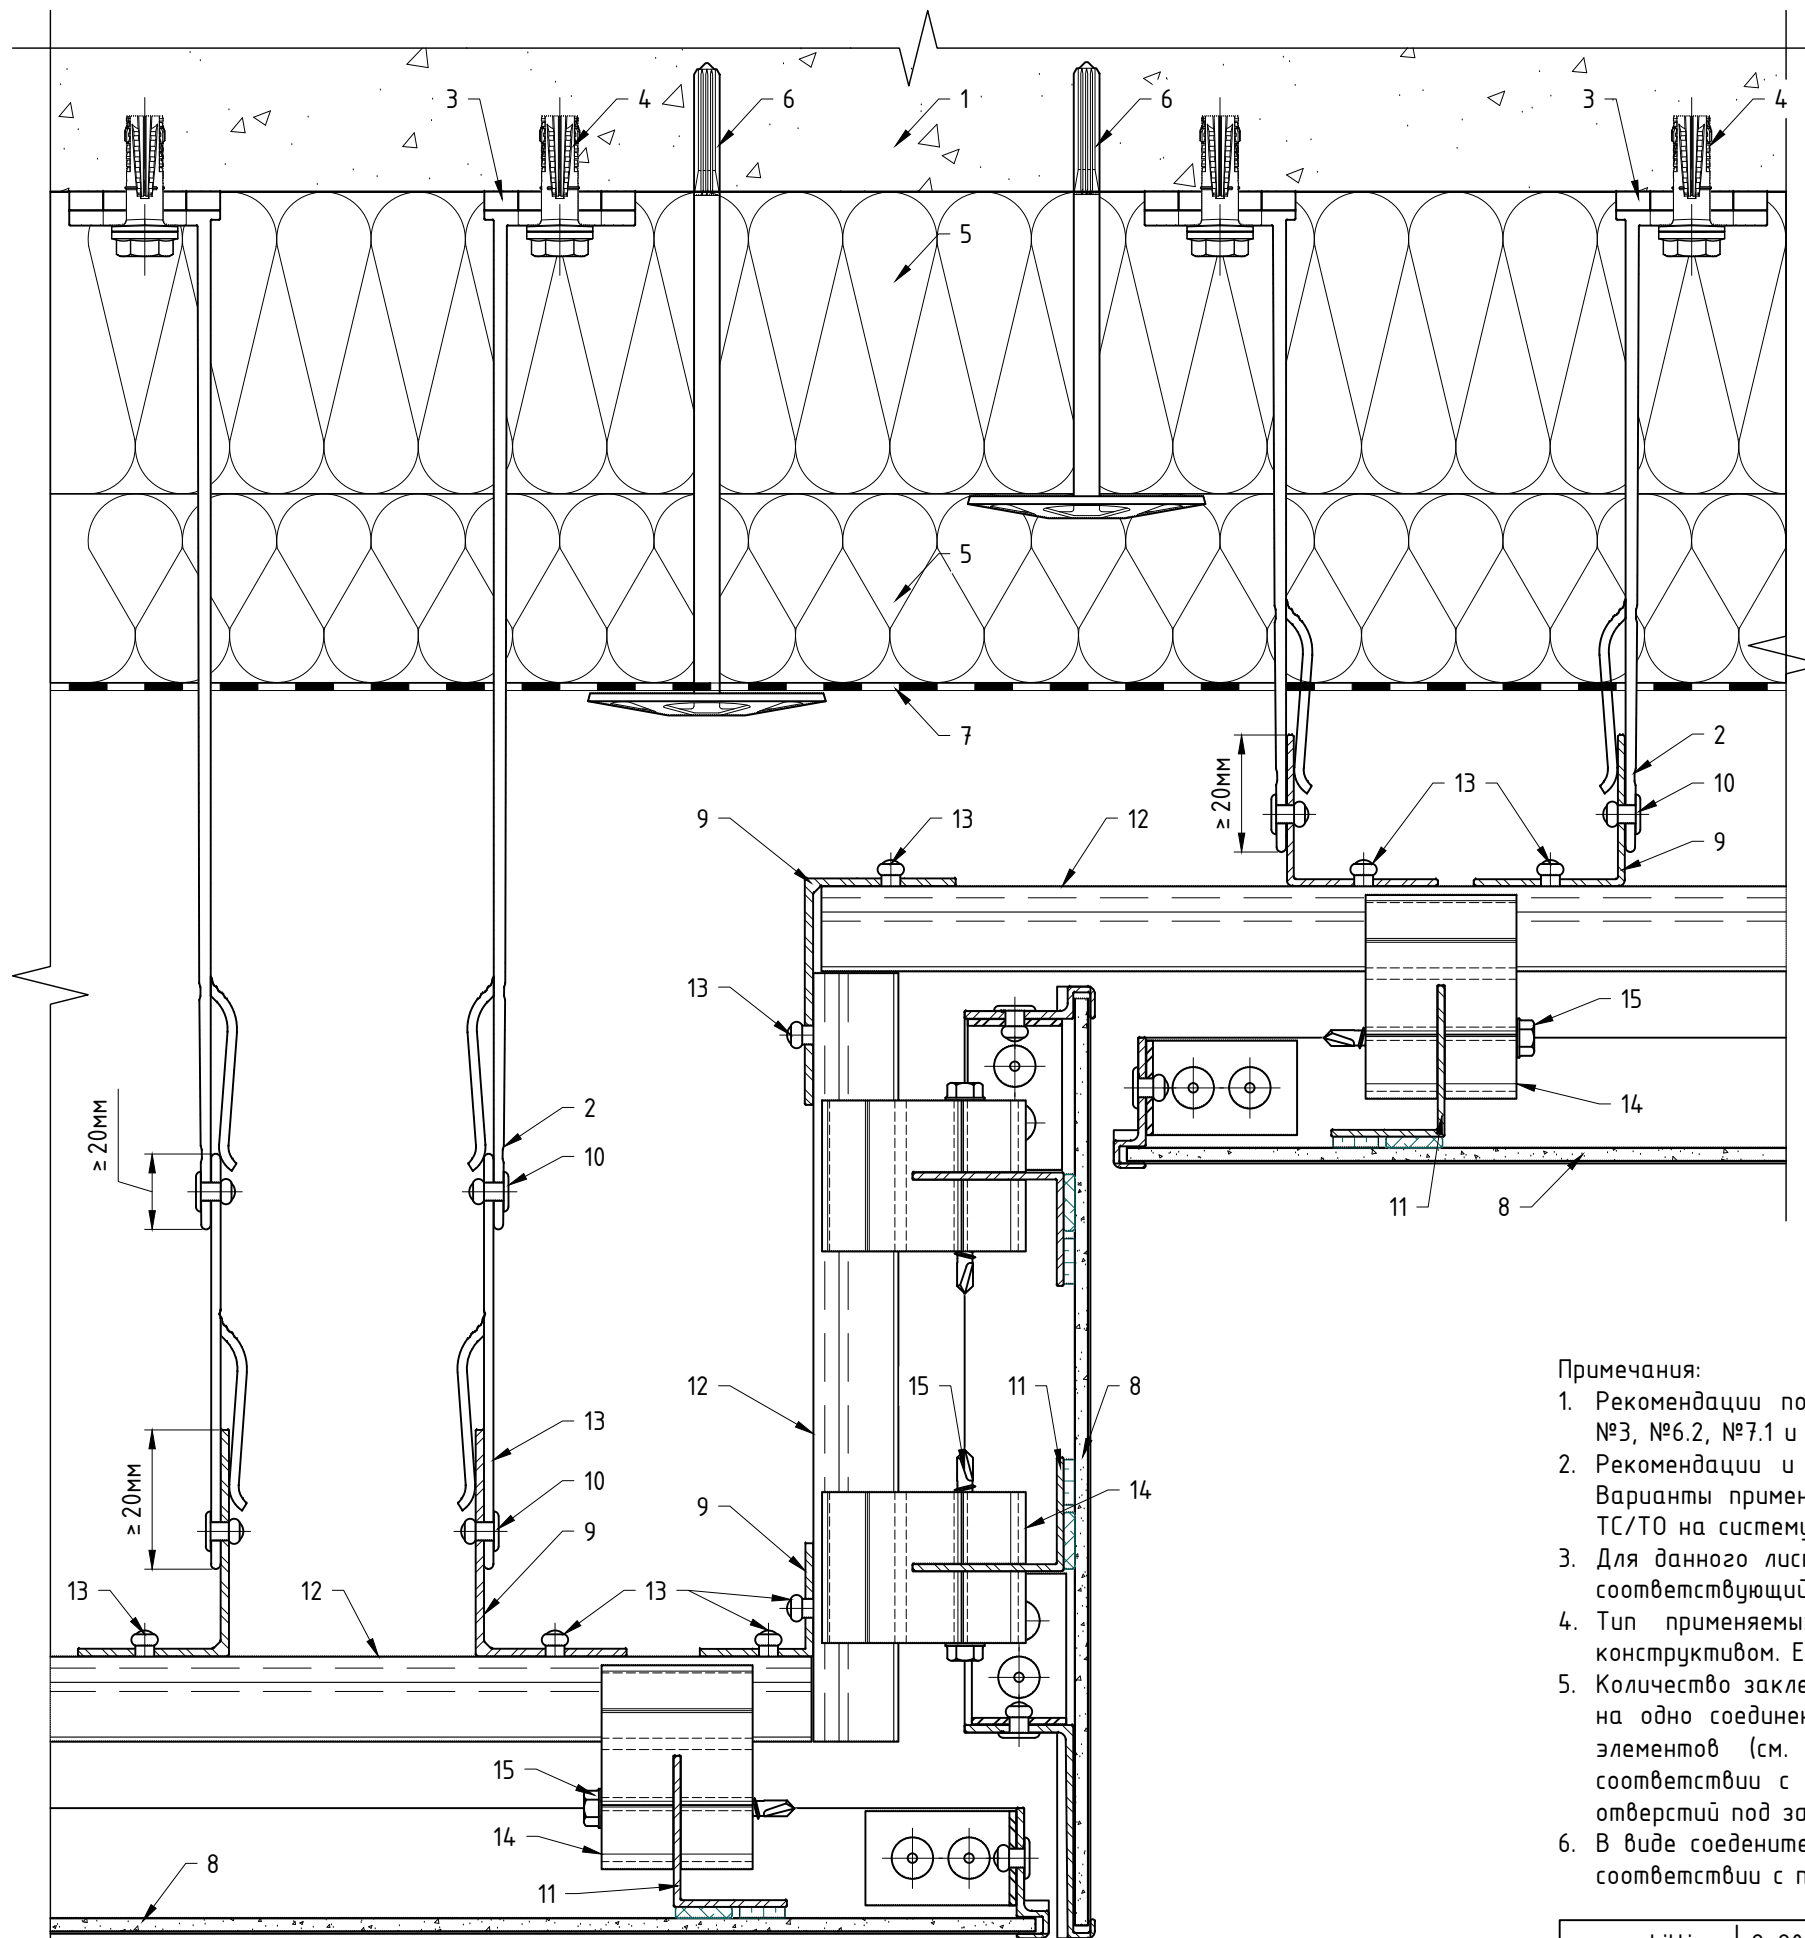 3
4
6
1
6
3
4
5
5
7
2
13
10
≥ 20мм
9
13
12
9
13
15
14
11
8
≥ 20мм
2
10
12
15
11
8
13
14
≥ 20мм
10
9
9
13
12
13
15
14
11
8
Примечания:
1. Рекомендации по
№3, №6.2, №7.1 и
2. Рекомендации и
Варианты примен
ТС/ТО на систему
3. Для данного лис
соответствующий
4. Тип применяемы
конструктивом. Е
5. Количество закле
на одно соединен
элементов (см.
соответствии с
отверстий под за
6. В виде соедените
соответствии с п